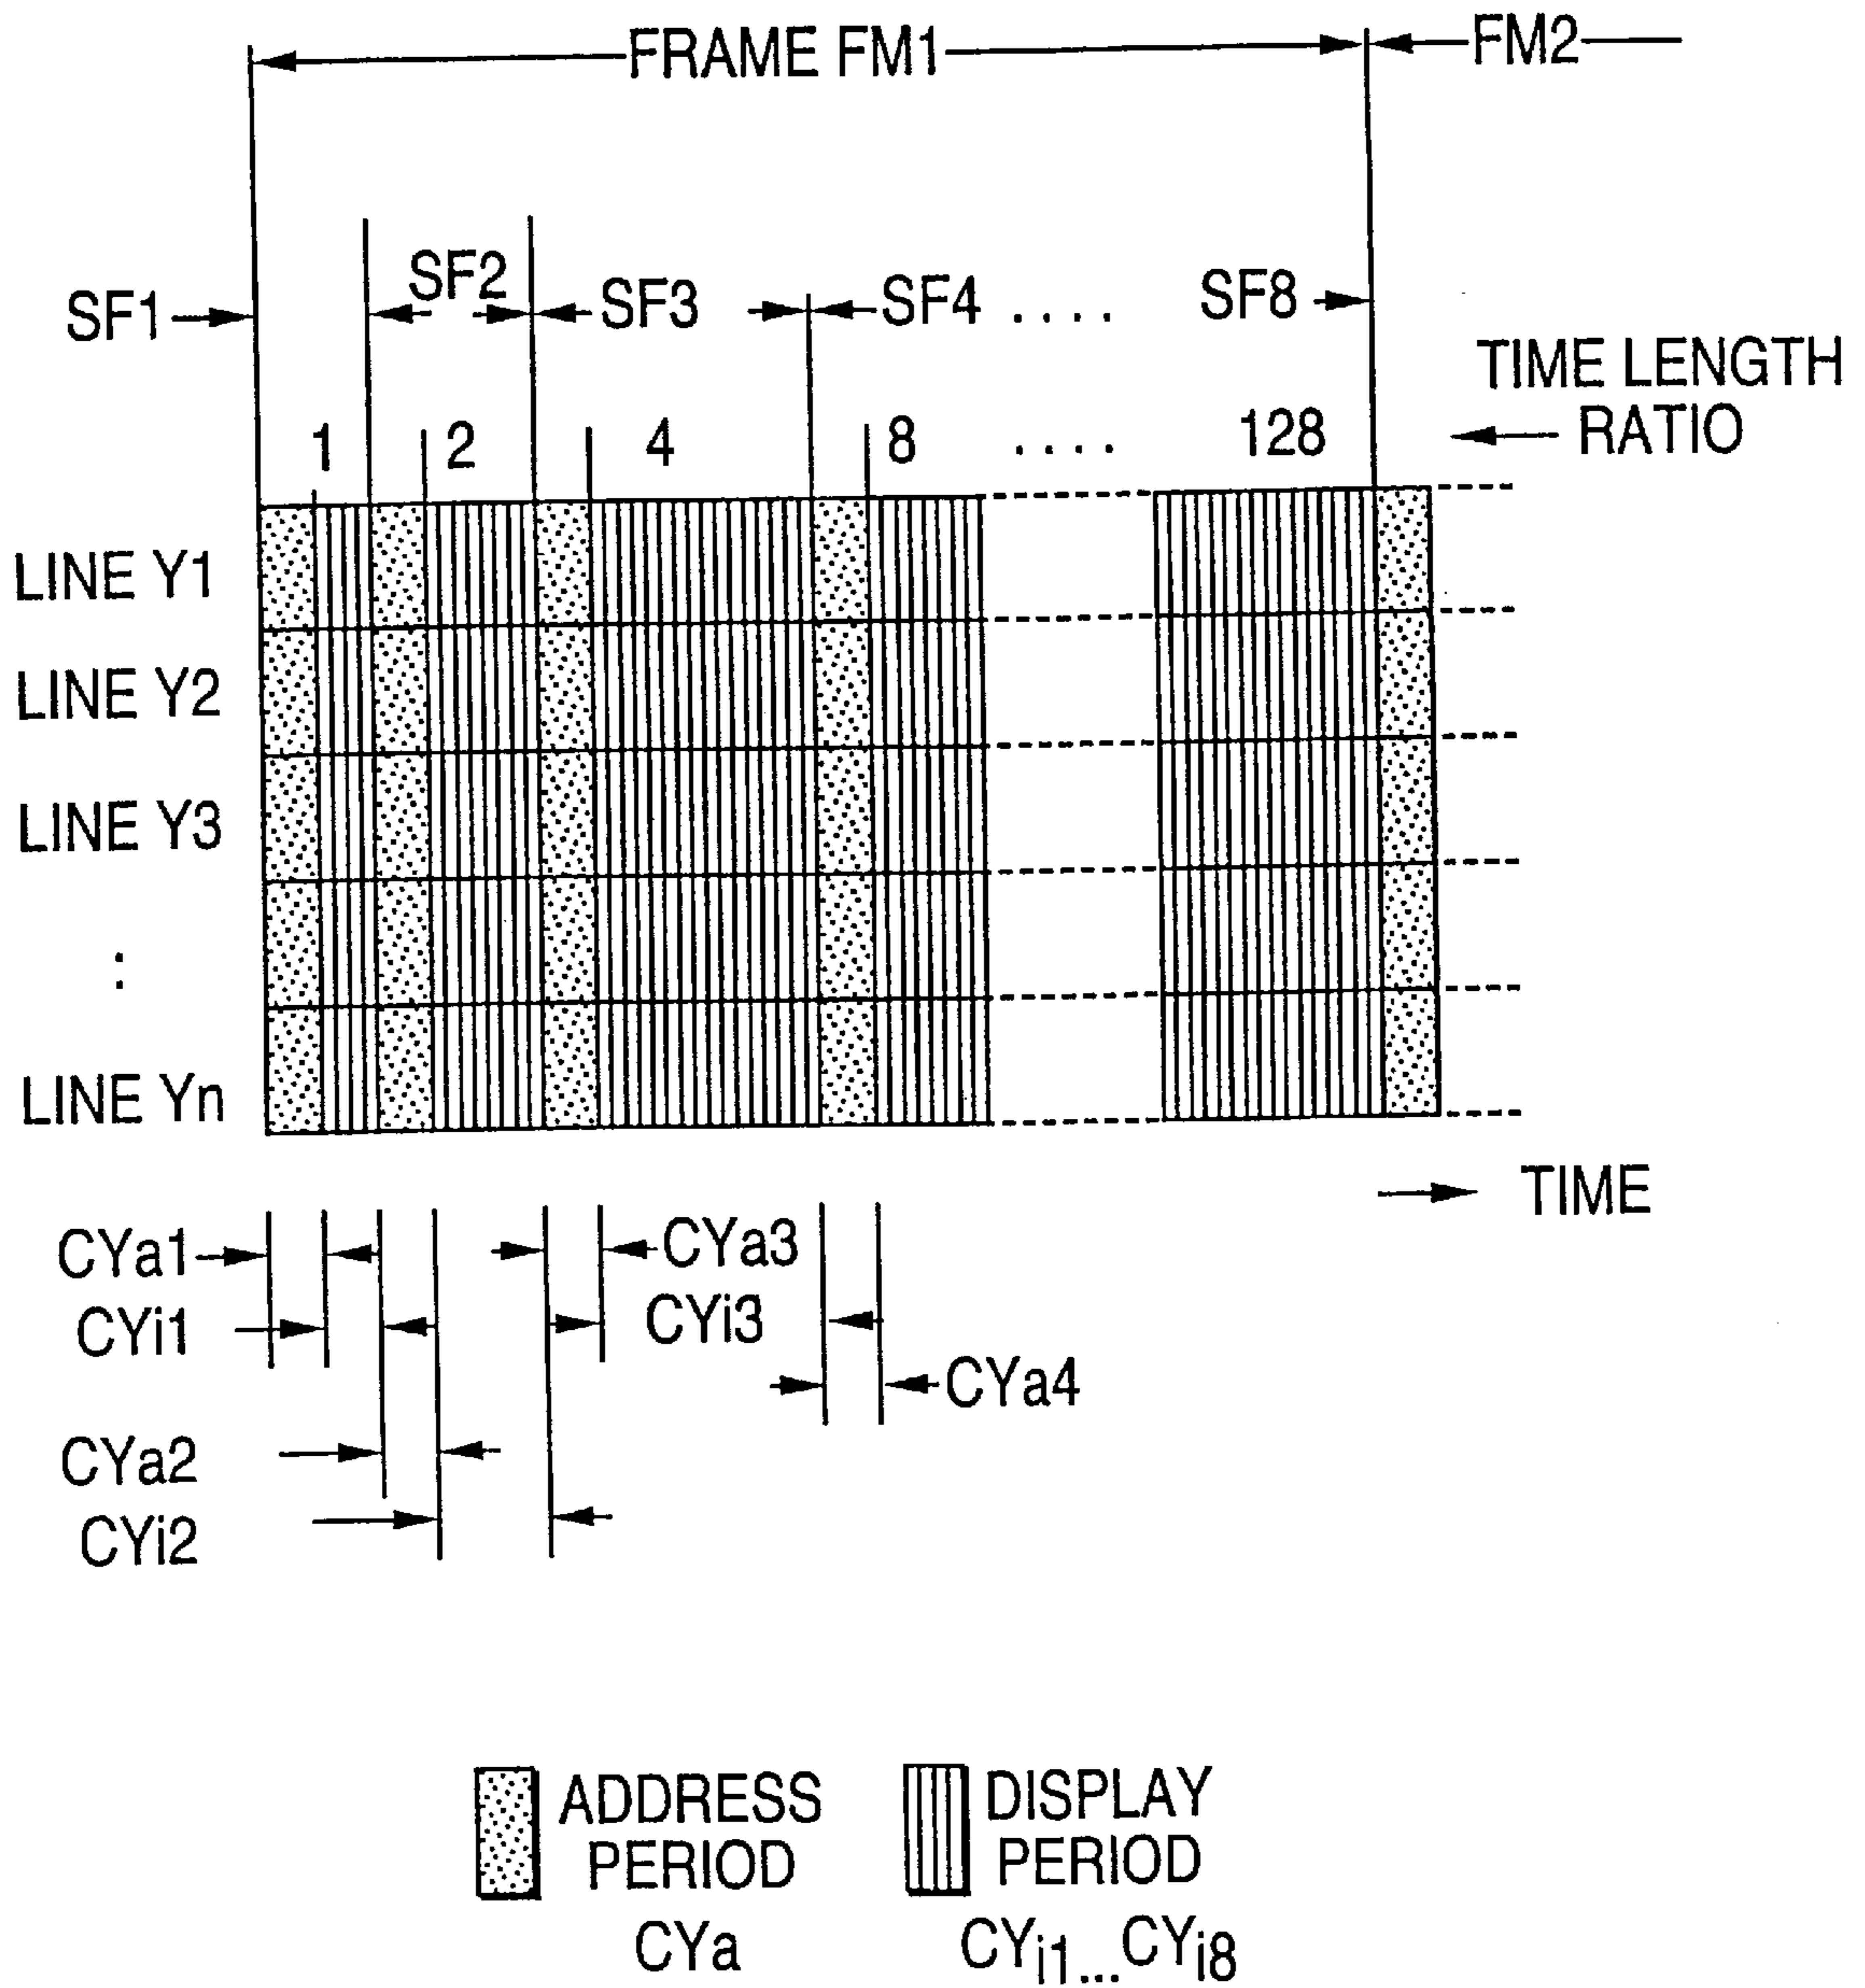 FRAME FM1 FM2
SF1 SF2 SF3 SF4 .... SF8
TIME LENGTH
RATIO
1 2 4 8 .... 128
LINE Y1
LINE Y2
LINE Y3
:
LINE Yn
TIME
CYa1 CYa3
CYi1 CYi3
CYa4
CYa2
CYi2
ADDRESS
PERIOD
CYa
DISPLAY
PERIOD
CYi1...CYi8